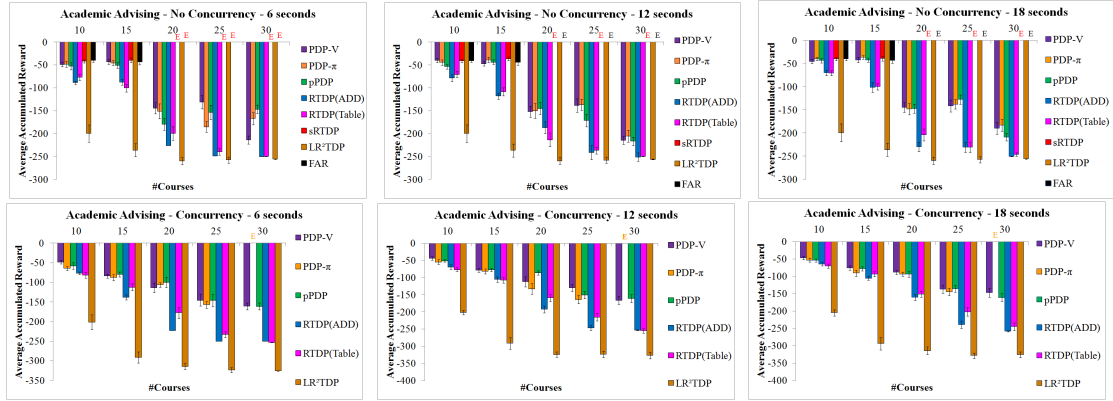 Academic Advising - No Concurrency - 6 seconds
10 15 20 25 30
E E E E E E
0
-50
-100
-150
-200
-250
-300
Average Accumulated Reward
#Courses
PDP-V
PDP-π
pPDP
RTDP(ADD)
RTDP(Table)
sRTDP
LR²TDP
FAR
Academic Advising - No Concurrency - 12 seconds
10 15 20 25 30
E E E E E E
0
-50
-100
-150
-200
-250
-300
Average Accumulated Reward
#Courses
PDP-V
PDP-π
pPDP
RTDP(ADD)
RTDP(Table)
sRTDP
LR²TDP
FAR
Academic Advising - No Concurrency - 18 seconds
10 15 20 25 30
E E E E E E
0
-50
-100
-150
-200
-250
-300
Average Accumulated Reward
#Courses
PDP-V
PDP-π
pPDP
RTDP(ADD)
RTDP(Table)
sRTDP
LR²TDP
FAR
Academic Advising - Concurrency - 6 seconds
10 15 20 25 30
E
0
-50
-100
-150
-200
-250
-300
-350
Average Accumulated Reward
#Courses
PDP-V
PDP-π
pPDP
RTDP(ADD)
RTDP(Table)
LR²TDP
Academic Advising - Concurrency - 12 seconds
10 15 20 25 30
E
0
-50
-100
-150
-200
-250
-300
-350
-400
Average Accumulated Reward
#Courses
PDP-V
PDP-π
pPDP
RTDP(ADD)
RTDP(Table)
LR²TDP
Academic Advising - Concurrency - 18 seconds
10 15 20 25 30
E
0
-50
-100
-150
-200
-250
-300
-350
-400
Average Accumulated Reward
#Courses
PDP-V
PDP-π
pPDP
RTDP(ADD)
RTDP(Table)
LR²TDP